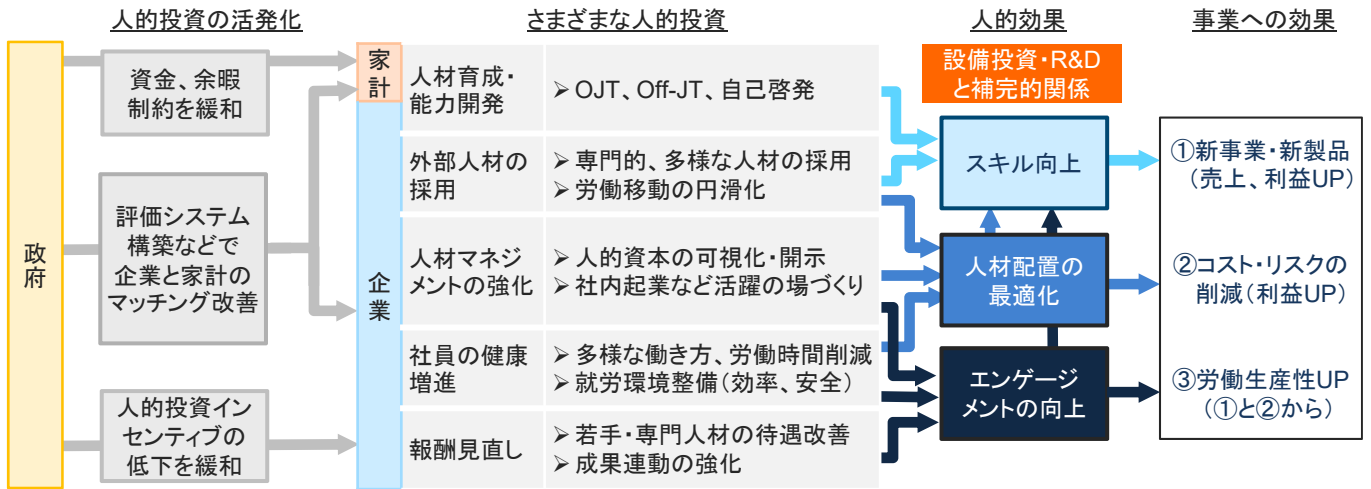 人的投資の活発化
さまざまな人的投資
人的効果
事業への効果
政府
資金、余暇
制約を緩和
評価システム
構築などで
企業と家計の
マッチング改善
人的投資イン
センティブの
低下を緩和
家計
企業
人材育成・
能力開発
➢ OJT、Off-JT、自己啓発
外部人材の
採用
➢ 専門的、多様な人材の採用
➢ 労働移動の円滑化
人材マネジ
メントの強化
➢ 人的資本の可視化・開示
➢ 社内起業など活躍の場づくり
社員の健康
増進
➢ 多様な働き方、労働時間削減
➢ 就労環境整備（効率、安全）
報酬見直し
➢ 若手・専門人材の待遇改善
➢ 成果連動の強化
設備投資・R&D
と補完的関係
スキル向上
人材配置の
最適化
エンゲージ
メントの向上
①新事業・新製品
（売上、利益UP）
②コスト・リスクの
削減（利益UP）
③労働生産性UP
（①と②から）